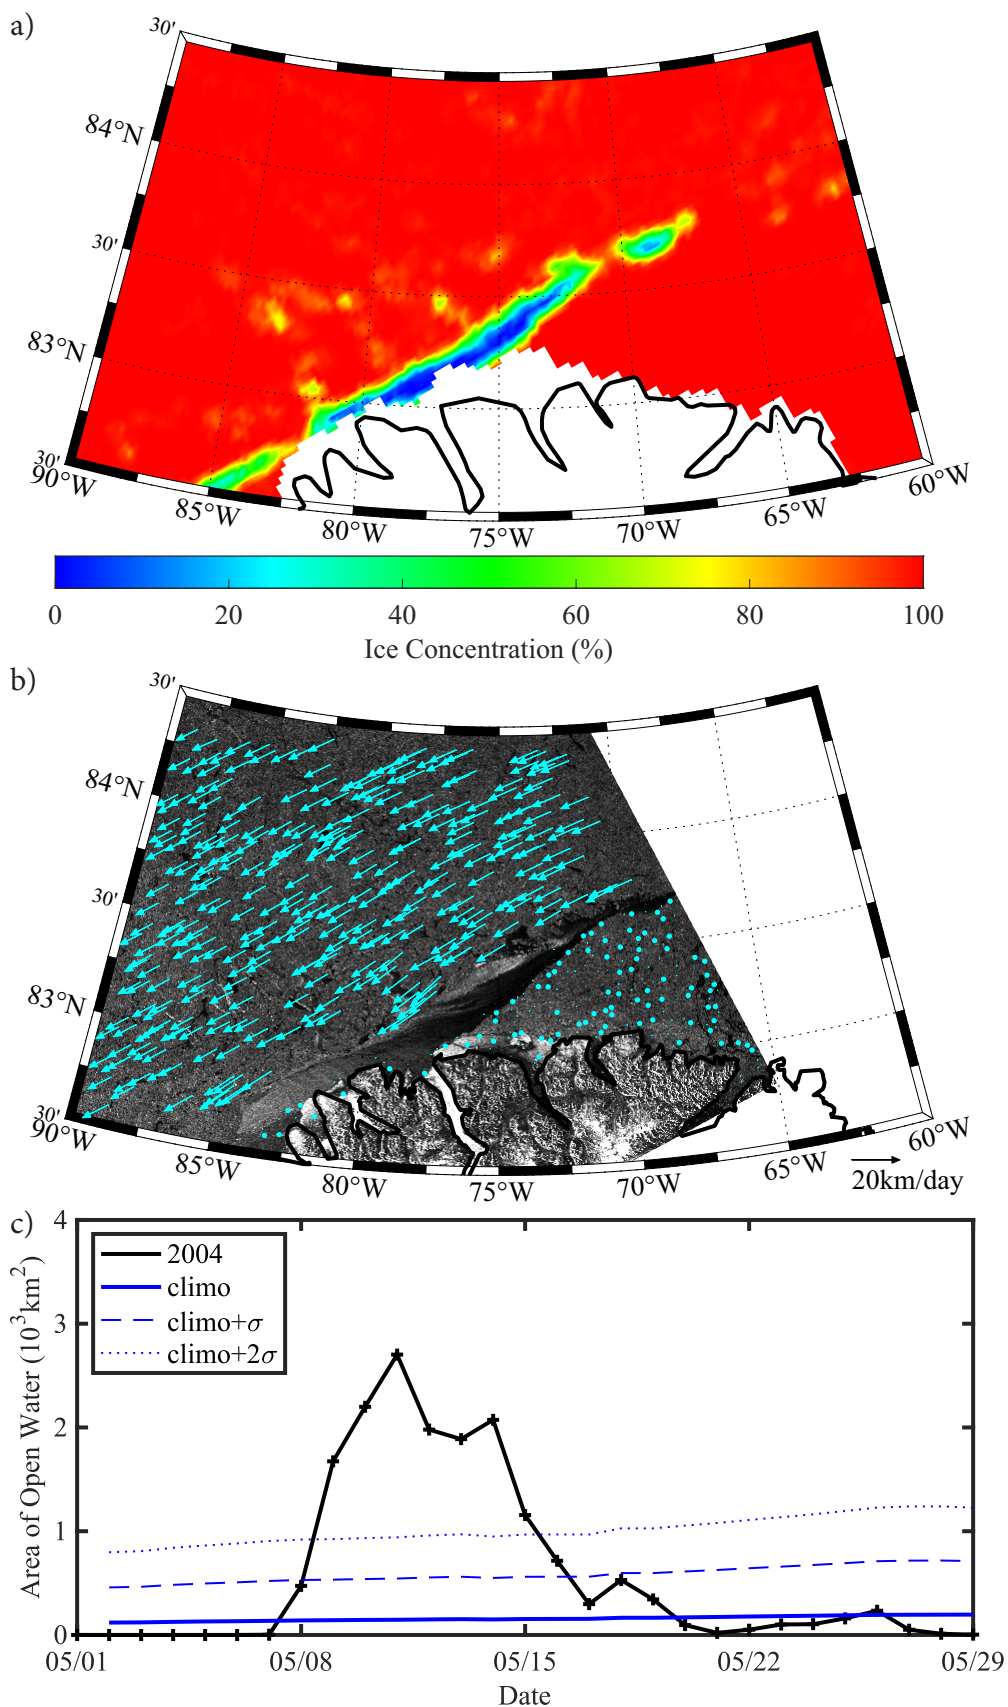 a)
30'
84°N
30'
83°N
30'
90°W
85°W
80°W
75°W
70°W
65°W
60°W
0
20
40
60
80
100
Ice Concentration (%)
b)
30'
84°N
30'
83°N
30'
90°W
85°W
80°W
75°W
70°W
65°W
60°W
20km/day
c)
4
3
2
1
0
Area of Open Water (10³km²)
2004
climo
climo+σ
climo+2σ
05/01
05/08
05/15
05/22
05/29
Date